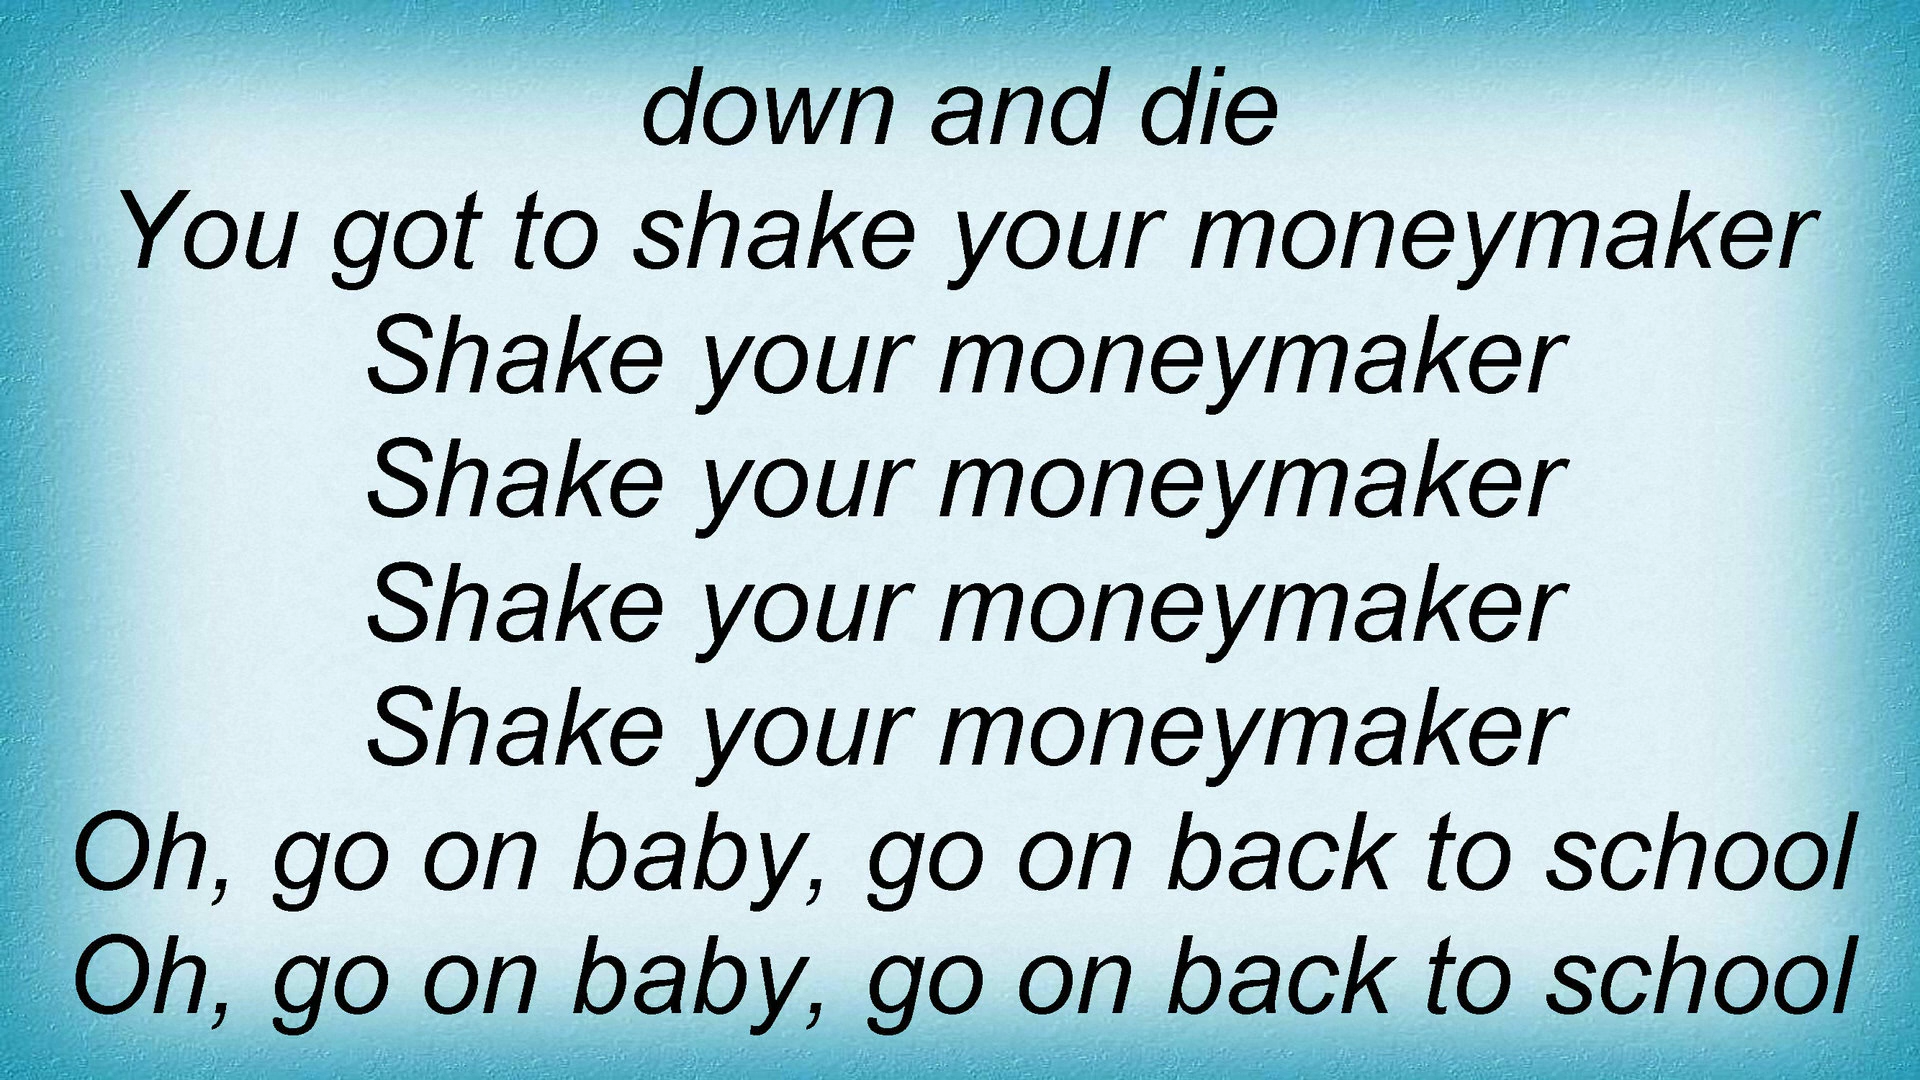 down and die
You got to shake your moneymaker
Shake your moneymaker
Shake your moneymaker
Shake your moneymaker
Shake your moneymaker
Oh, go on baby, go on back to school
Oh, go on baby, go on back to school